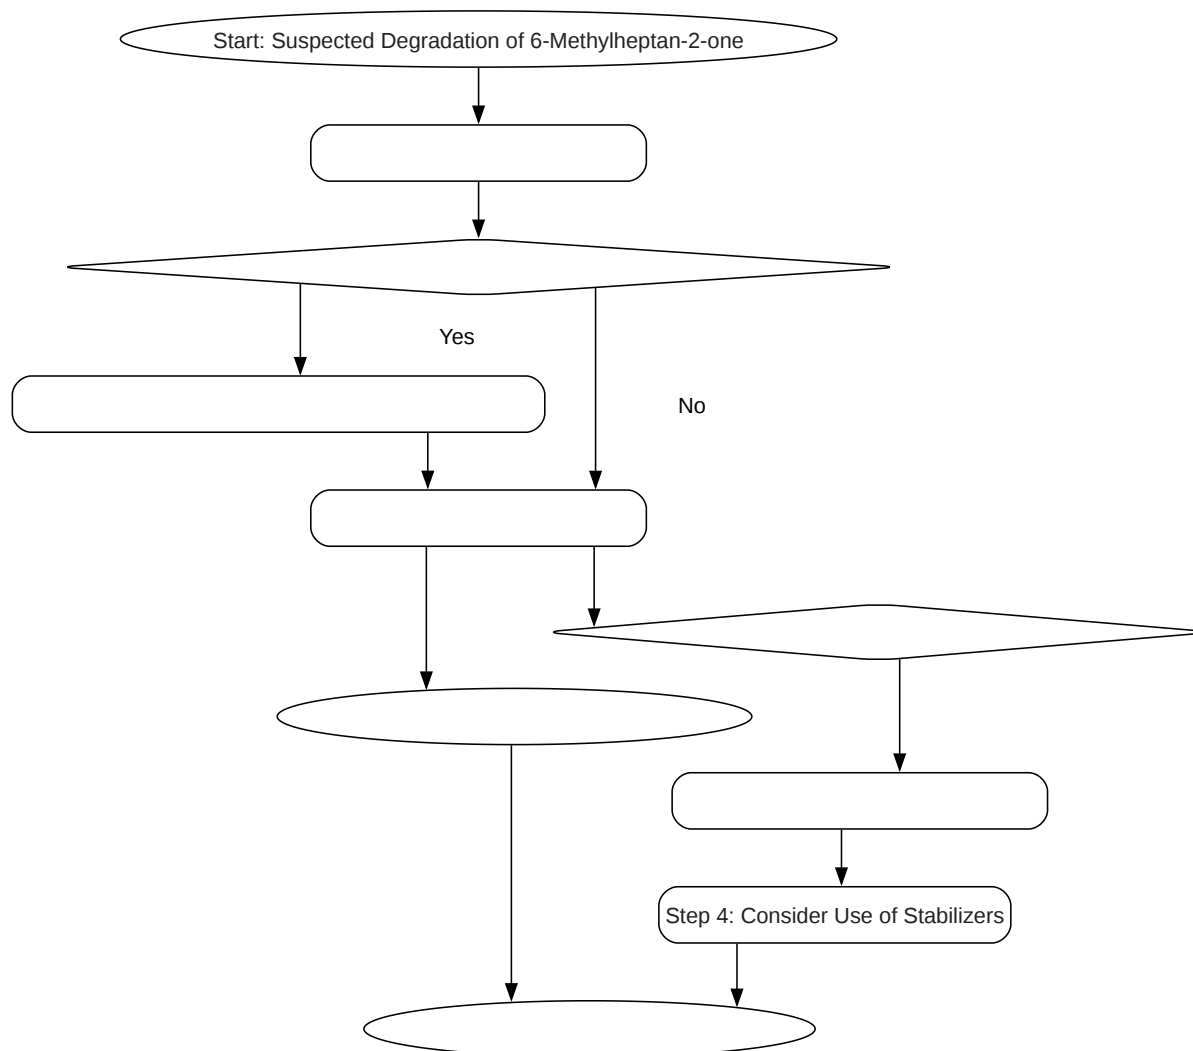 Start: Suspected Degradation of 6-Methylheptan-2-one
Yes
No
Step 4: Consider Use of Stabilizers